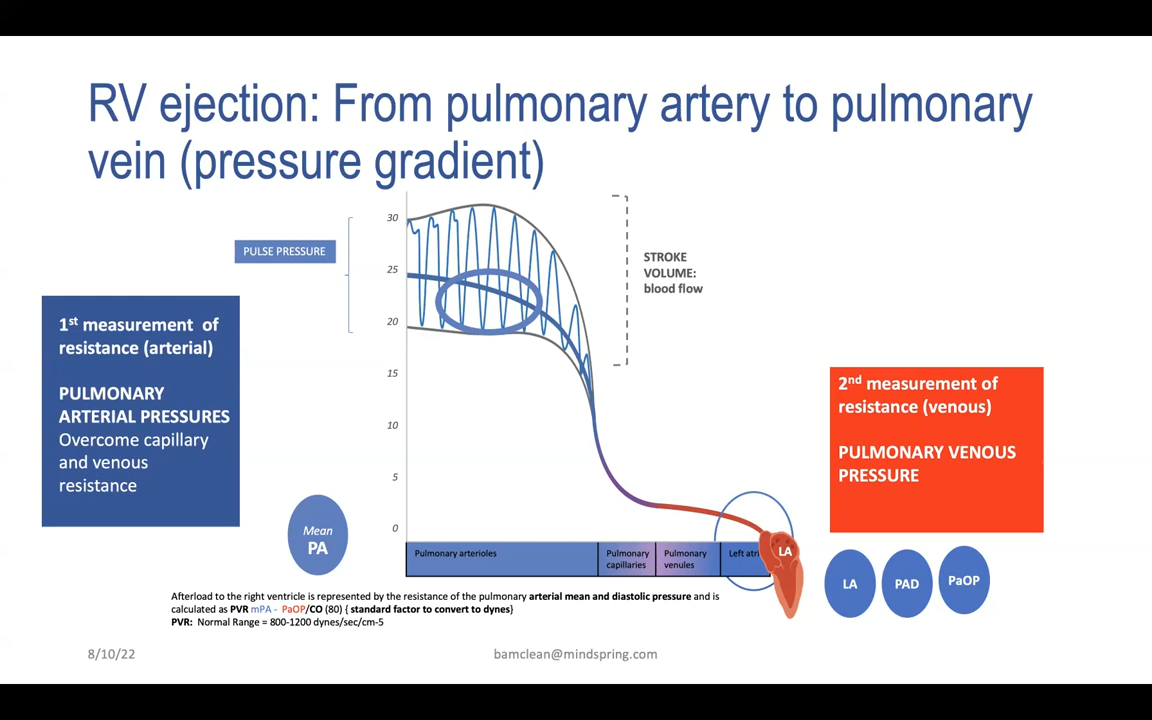 RV ejection: From pulmonary artery to pulmonary
vein (pressure gradient)
PULSE PRESSURE
30
25
20
15
10
5
0
STROKE
VOLUME:
blood flow
1st measurement of
resistance (arterial)
PULMONARY
ARTERIAL PRESSURES
Overcome capillary
and venous
resistance
2nd measurement of
resistance (venous)
PULMONARY VENOUS
PRESSURE
Mean
PA
Pulmonary arterioles
Pulmonary
capillaries
Pulmonary
venules
Left atri
LA
LA
PAD
PaOP
Afterload to the right ventricle is represented by the resistance of the pulmonary arterial mean and diastolic pressure and is
calculated as PVR mPA - PaOP/CO (80) { standard factor to convert to dynes}
PVR: Normal Range = 800-1200 dynes/sec/cm-5
8/10/22
bamclean@mindspring.com